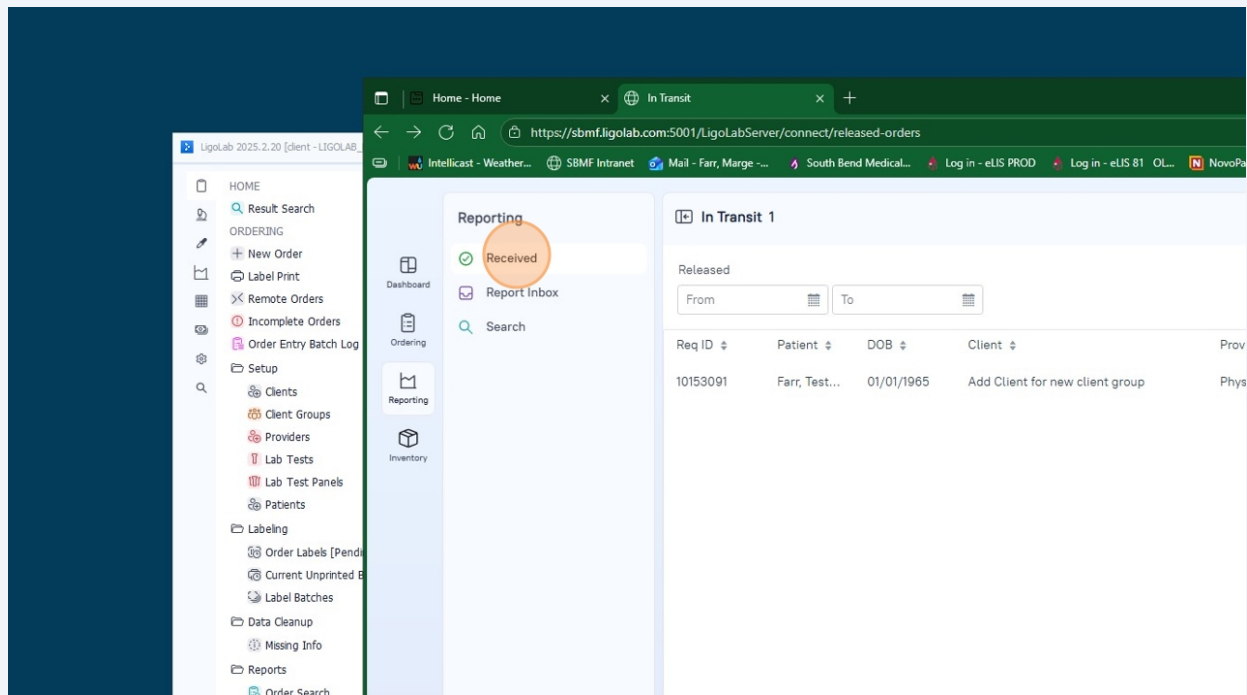 Home - Home
In Transit
https://sbmf.ligolab.com:5001/LigoLabServer/connect/released-orders
Intellicast - Weather...
SBMF Intranet
Mail - Farr, Marge -...
South Bend Medical...
Log in - eLIS PROD
Log in - eLIS 81 OL...
NovoPa
LigoLab 2025.2.20 [client - LIGOLAB_
HOME
Result Search
ORDERING
New Order
Label Print
Remote Orders
Incomplete Orders
Order Entry Batch Log
Setup
Clients
Client Groups
Providers
Lab Tests
Lab Test Panels
Patients
Labeling
Order Labels [Pendi
Current Unprinted B
Label Batches
Data Cleanup
Missing Info
Reports
Order Search
Dashboard
Ordering
Reporting
Inventory
Reporting
Received
Report Inbox
Search
In Transit 1
Released
From To
Req ID Patient DOB Client Prov
10153091 Farr, Test... 01/01/1965 Add Client for new client group Phys